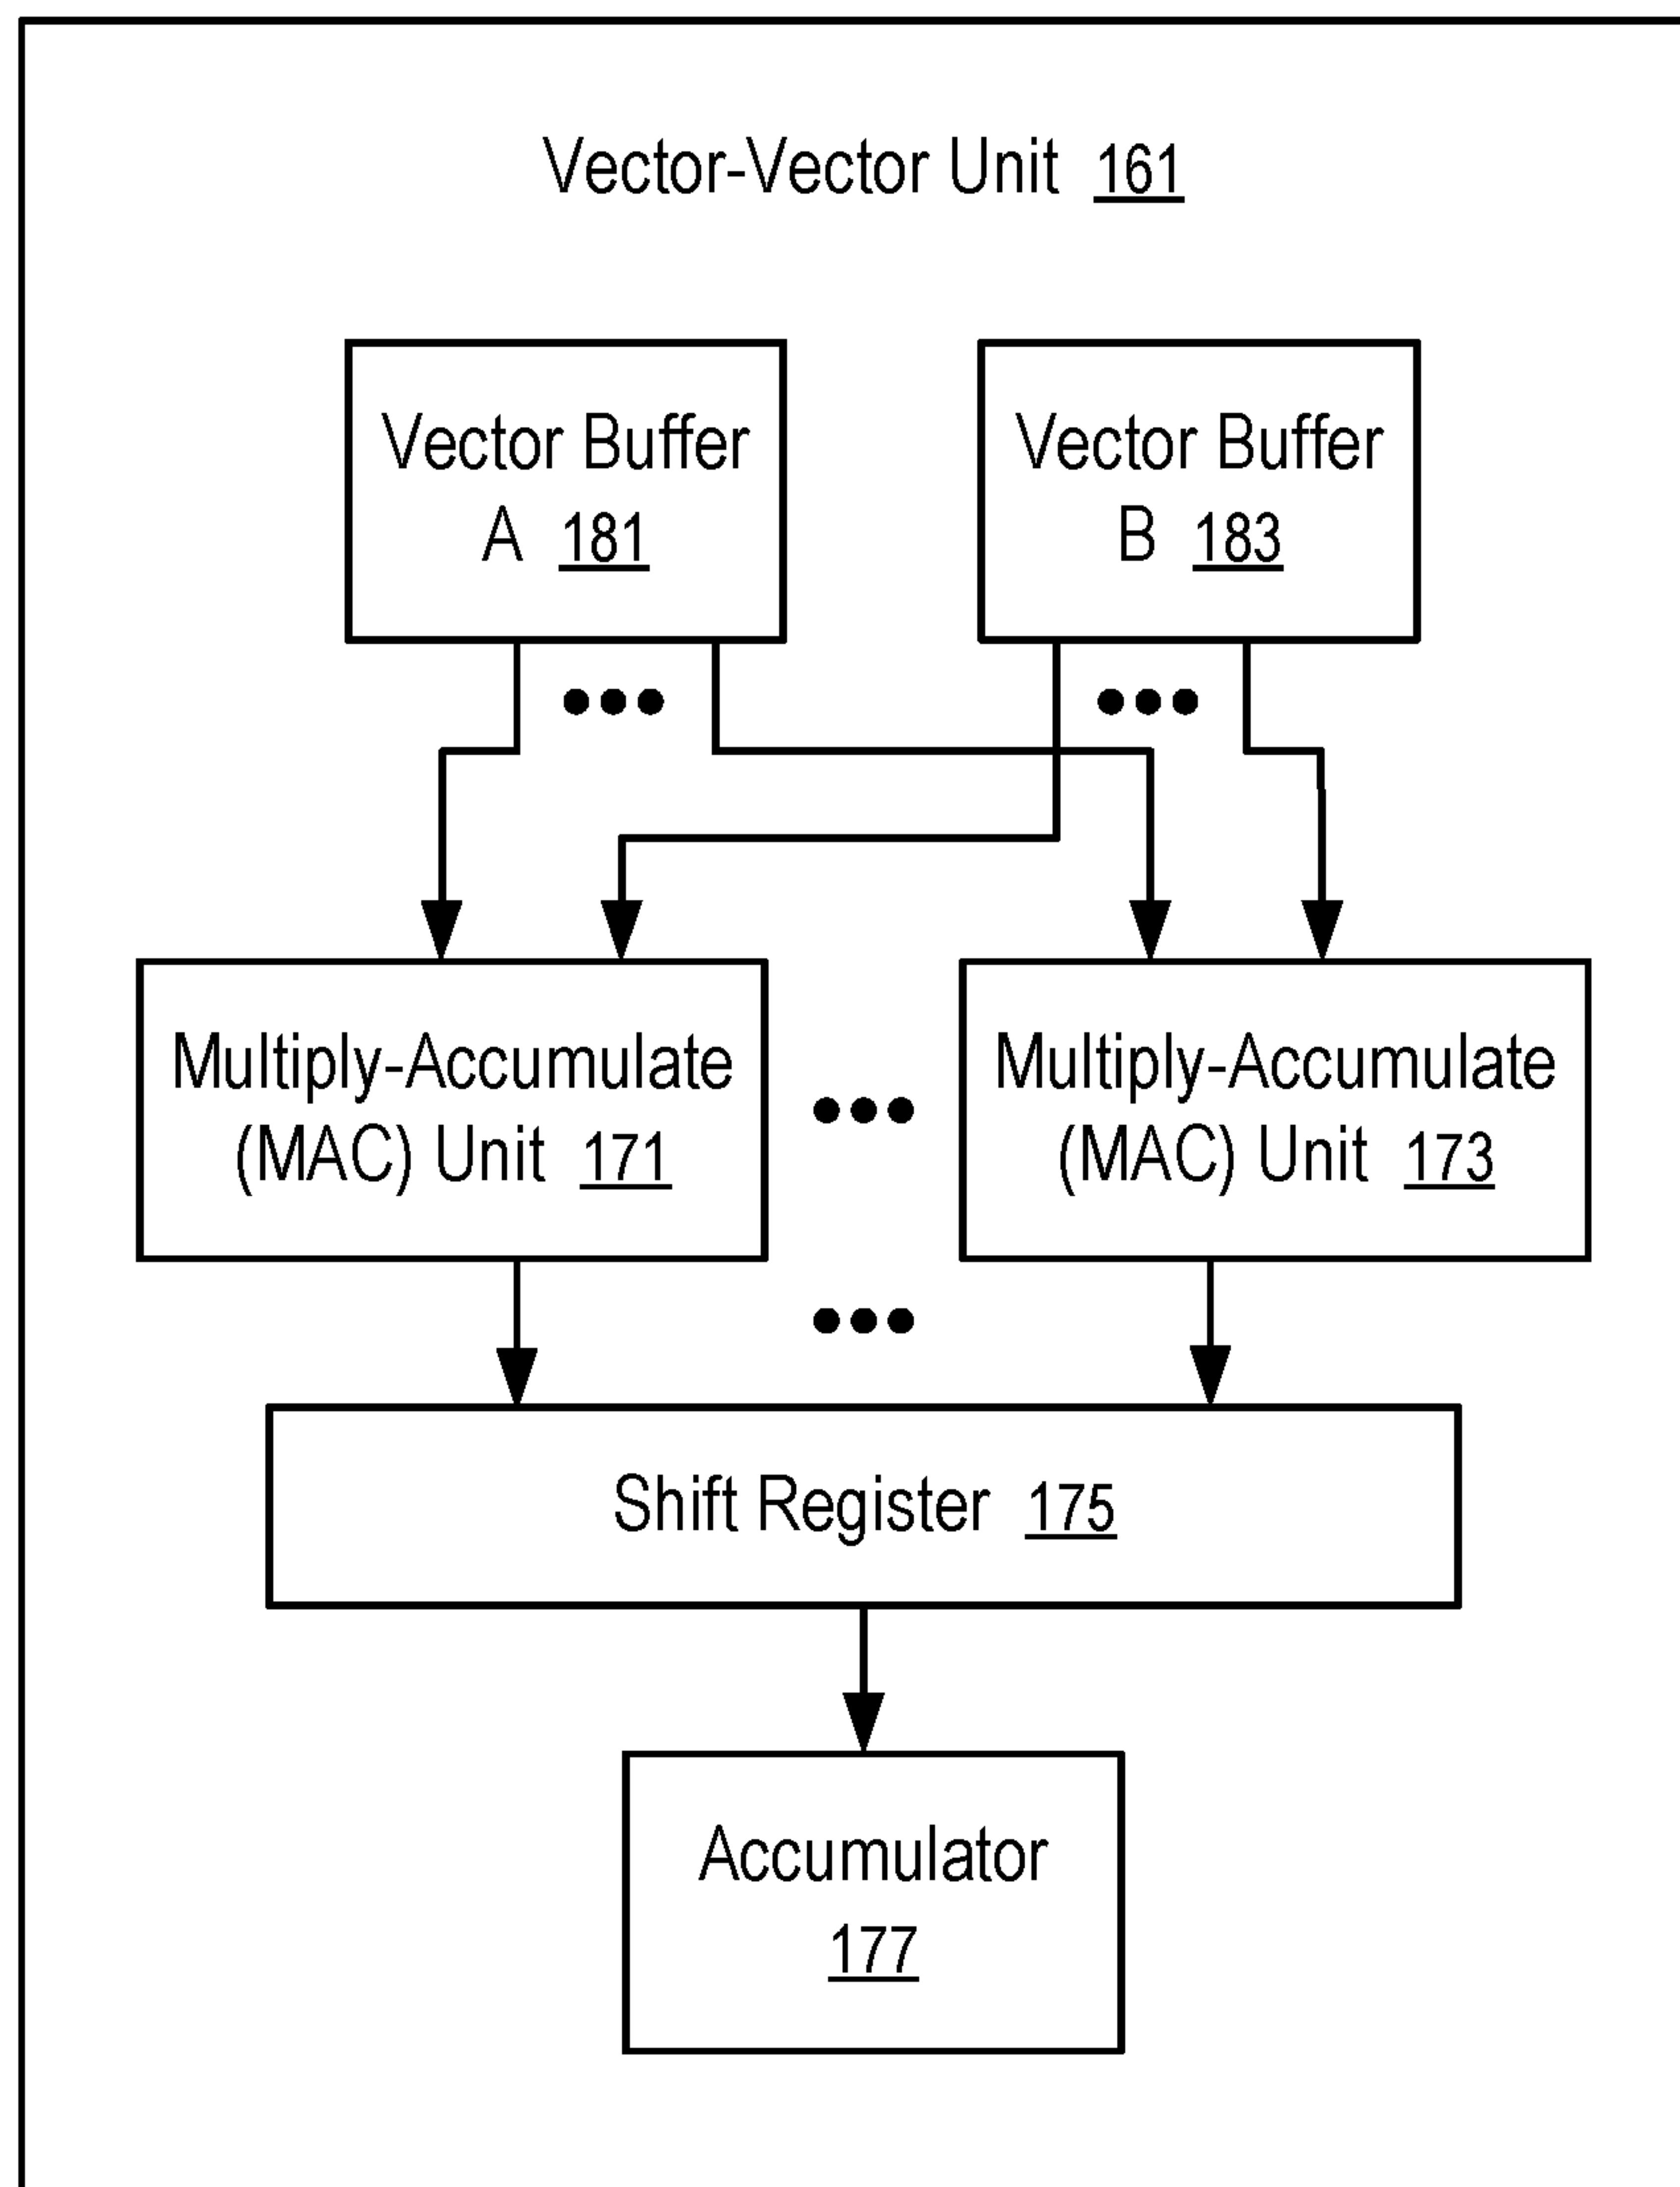 Vector-Vector Unit 161
Vector Buffer
A 181
Vector Buffer
B 183
Multiply-Accumulate
(MAC) Unit 171
Multiply-Accumulate
(MAC) Unit 173
Shift Register 175
Accumulator
177